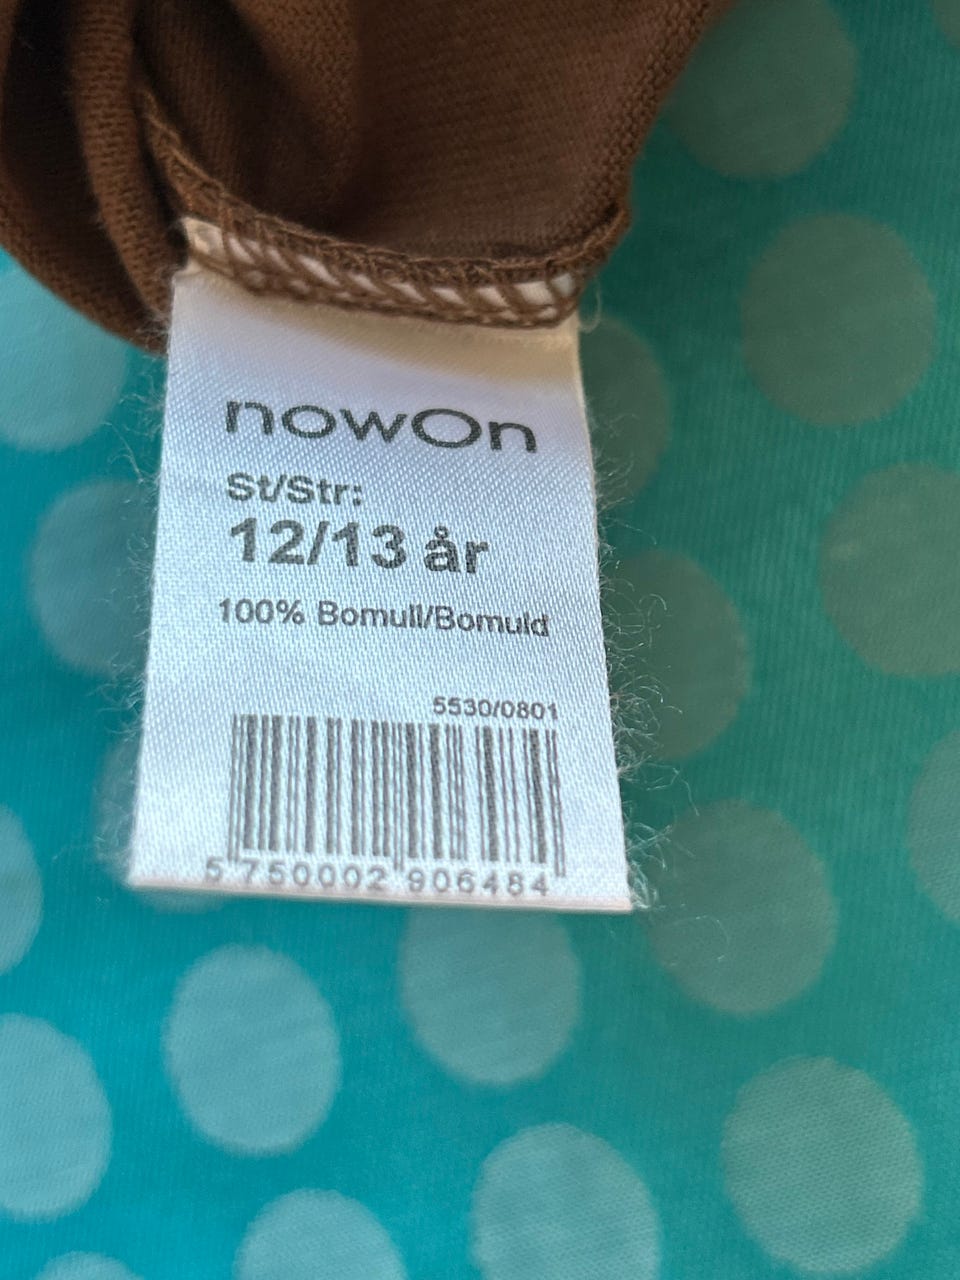 nowOn
St/Str:
12/13 år
100% Bomull/Bomuld
5530/0801
5 750002 906484